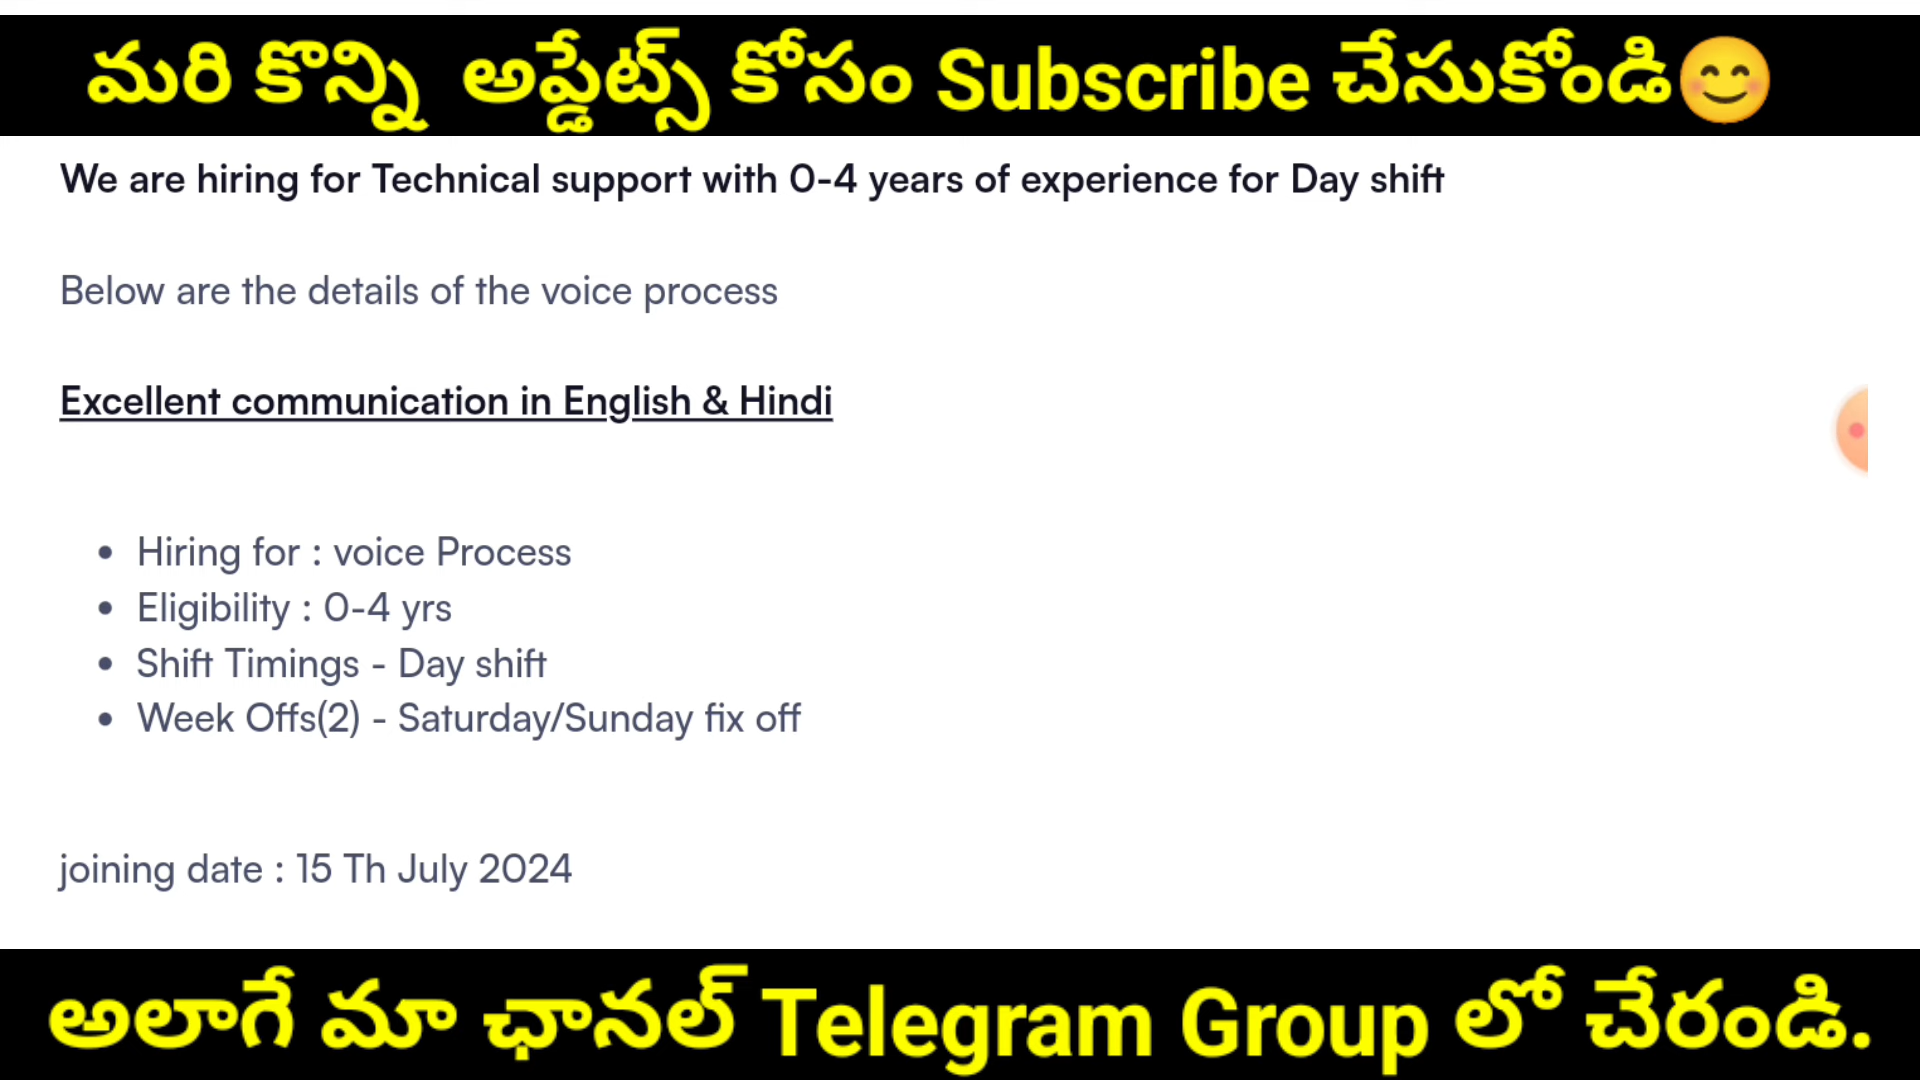 మరి కొన్ని అప్డేట్స్ కోసం Subscribe చేసుకోండి😊
We are hiring for Technical support with 0-4 years of experience for Day shift
Below are the details of the voice process
Excellent communication in English & Hindi
• Hiring for : voice Process
• Eligibility : 0-4 yrs
• Shift Timings - Day shift
• Week Offs(2) - Saturday/Sunday fix off
joining date : 15 Th July 2024
అలాగే మా ఛానల్ Telegram Group లో చేరండి.